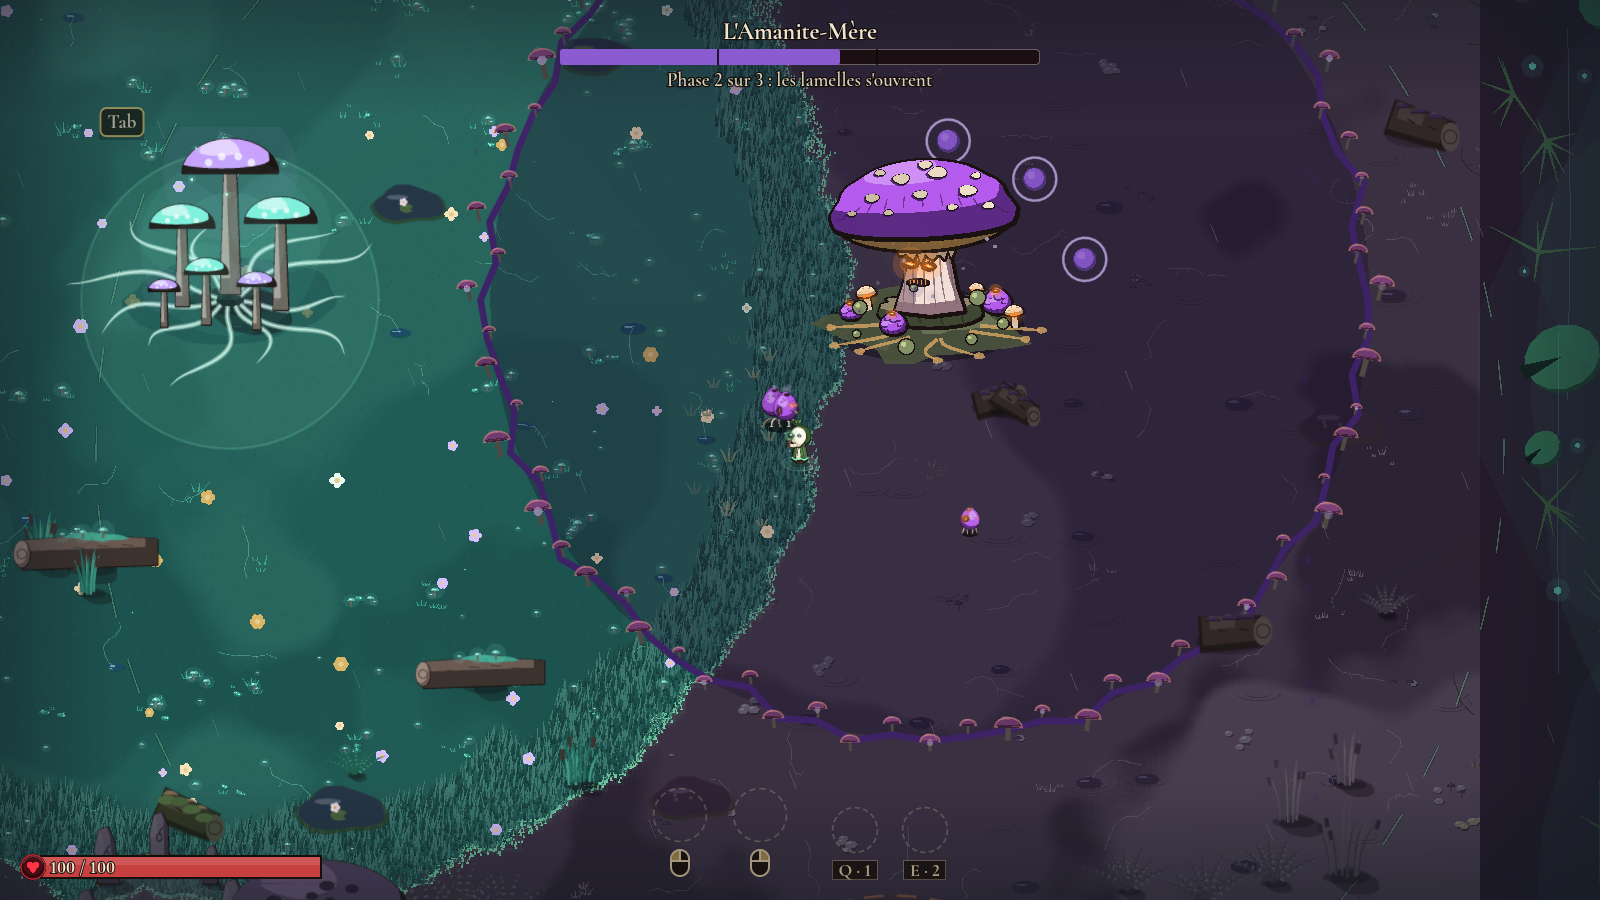 L'Amanite-Mère
Phase 2 sur 3 : les lamelles s'ouvrent
Tab
100 / 100
Q · 1
E · 2